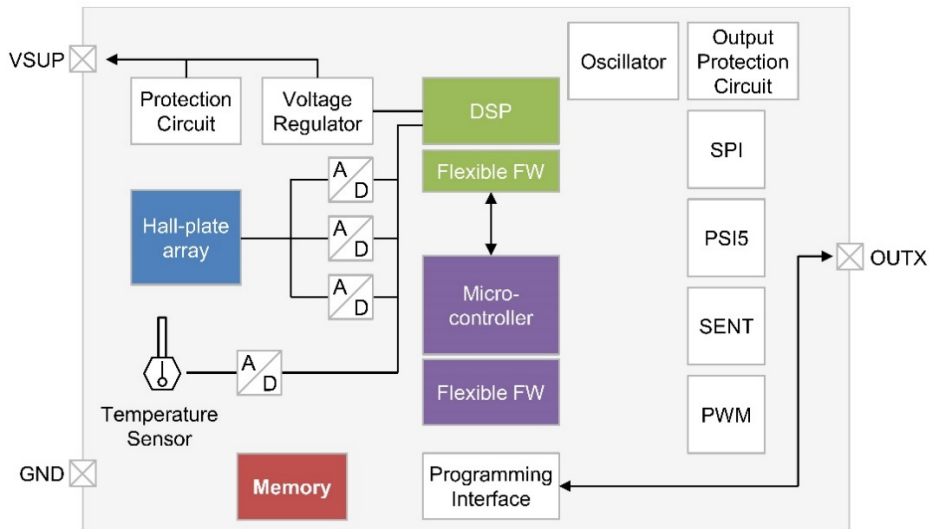 VSUP
Protection
Circuit
Voltage
Regulator
DSP
Flexible FW
Oscillator
Output
Protection
Circuit
SPI
A
D
Hall-plate
array
A
D
A
D
Micro-
controller
Flexible FW
PSI5
OUTX
SENT
PWM
A
D
Temperature
Sensor
GND
Memory
Programming
Interface